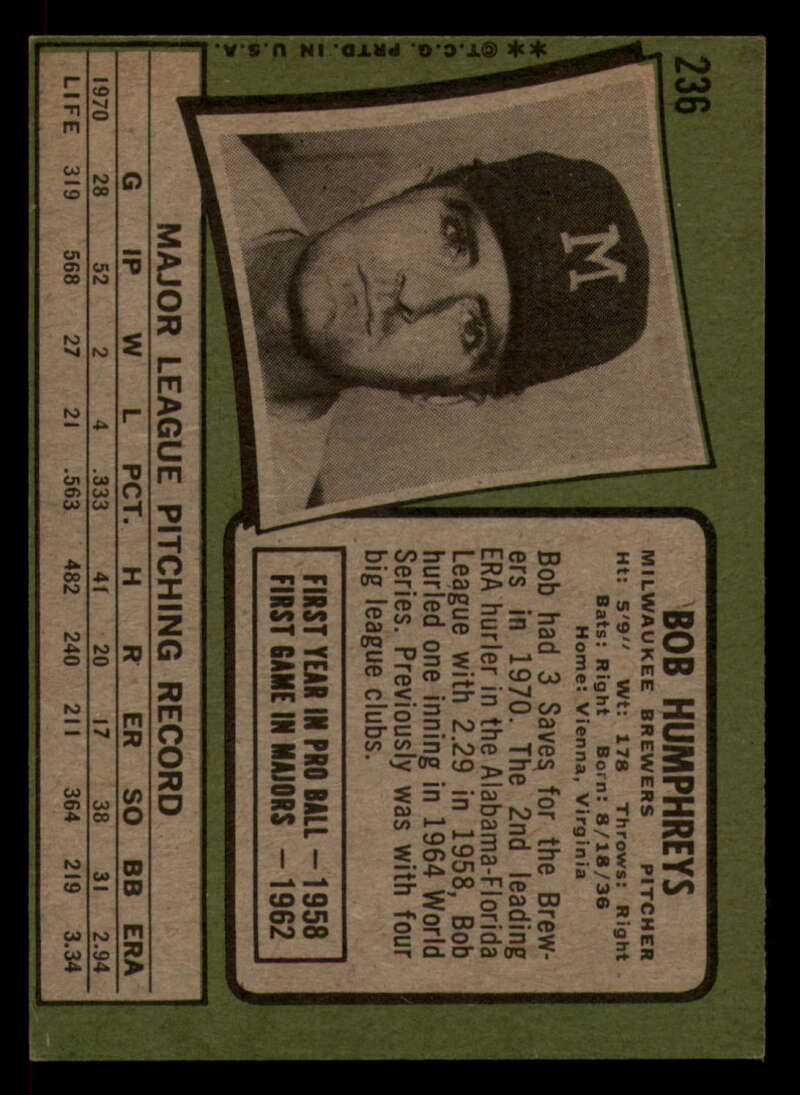 236
M
**©T.C.G. PRTD. IN U.S.A.
BOB HUMPHREYS
MILWAUKEE BREWERS PITCHER
Ht: 5'9" Wt: 178 Throws: Right
Bats: Right Born: 8/18/36
Home: Vienna, Virginia
Bob had 3 Saves for the Brew-
ers in 1970. The 2nd leading
ERA hurler in the Alabama-Florida
League with 2.29 in 1958, Bob
hurled one inning in 1964 World
Series. Previously was with four
big league clubs.
FIRST YEAR IN PRO BALL — 1958
FIRST GAME IN MAJORS — 1962
MAJOR LEAGUE PITCHING RECORD
G IP W L PCT. H R ER SO BB ERA
1970 28 52 2 4 .333 41 20 17 38 31 2.94
LIFE 319 568 27 21 .563 482 240 211 364 219 3.34